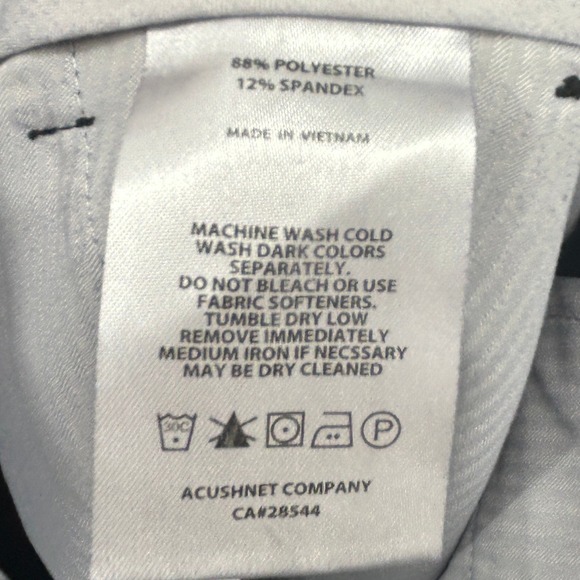 88% POLYESTER
12% SPANDEX
MADE IN VIETNAM
MACHINE WASH COLD
WASH DARK COLORS
SEPARATELY.
DO NOT BLEACH OR USE
FABRIC SOFTENERS.
TUMBLE DRY LOW
REMOVE IMMEDIATELY
MEDIUM IRON IF NECSSARY
MAY BE DRY CLEANED
30C P
ACUSHNET COMPANY
CA#28544